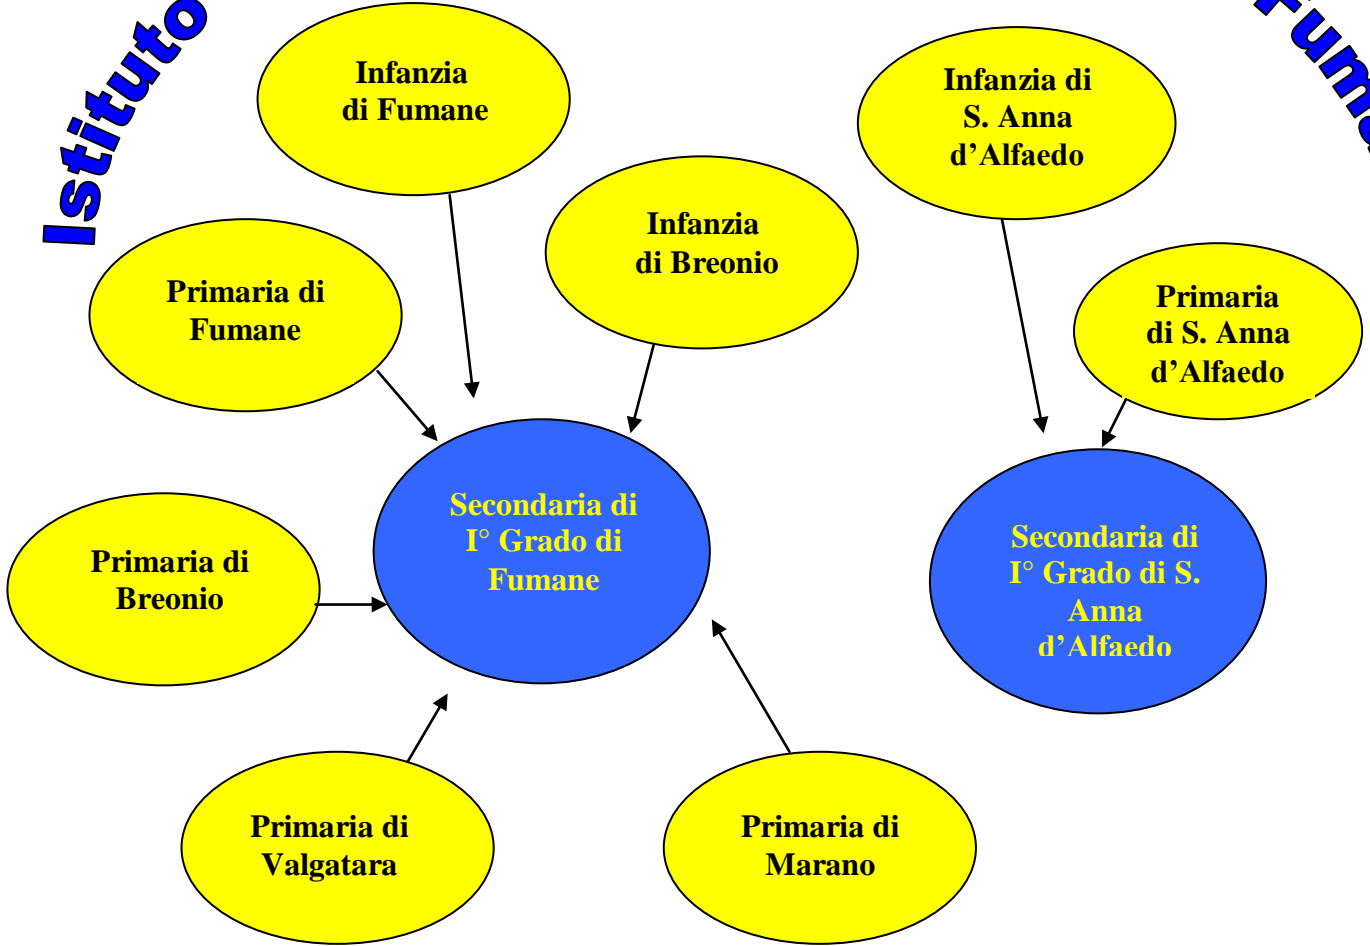 Istituto
Infanzia
di Fumane
Infanzia di
S. Anna
d’Alfaedo
Infanzia
di Breonio
Primaria di
Fumane
Primaria
di S. Anna
d’Alfaedo
Secondaria di
I° Grado di
Fumane
Secondaria di
I° Grado di S.
Anna
d’Alfaedo
Primaria di
Breonio
Primaria di
Valgatara
Primaria di
Marano